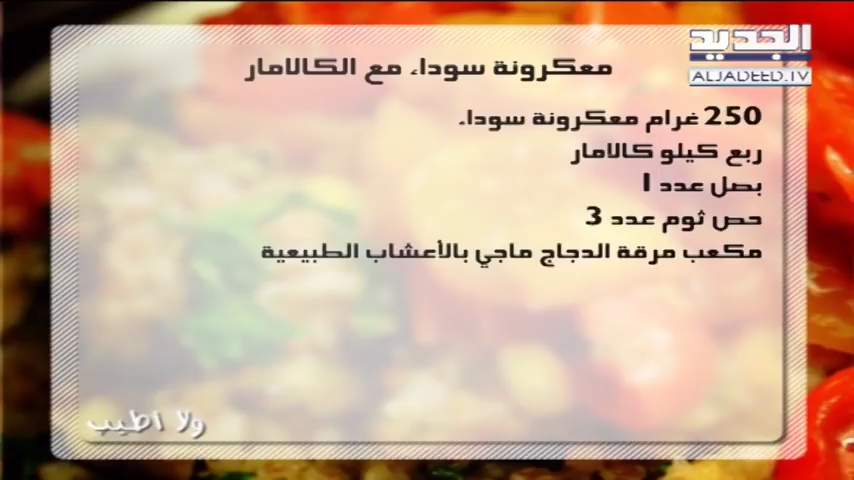 الجديد
ALJADEED.TV
معكرونة سوداء مع الكالامار
250 غرام معكرونة سوداء
ربع كيلو كالامار
بصل عدد 1
حص ثوم عدد 3
مكعب مرقة الدجاج ماجي بالأعشاب الطبيعية
ولا أطيب